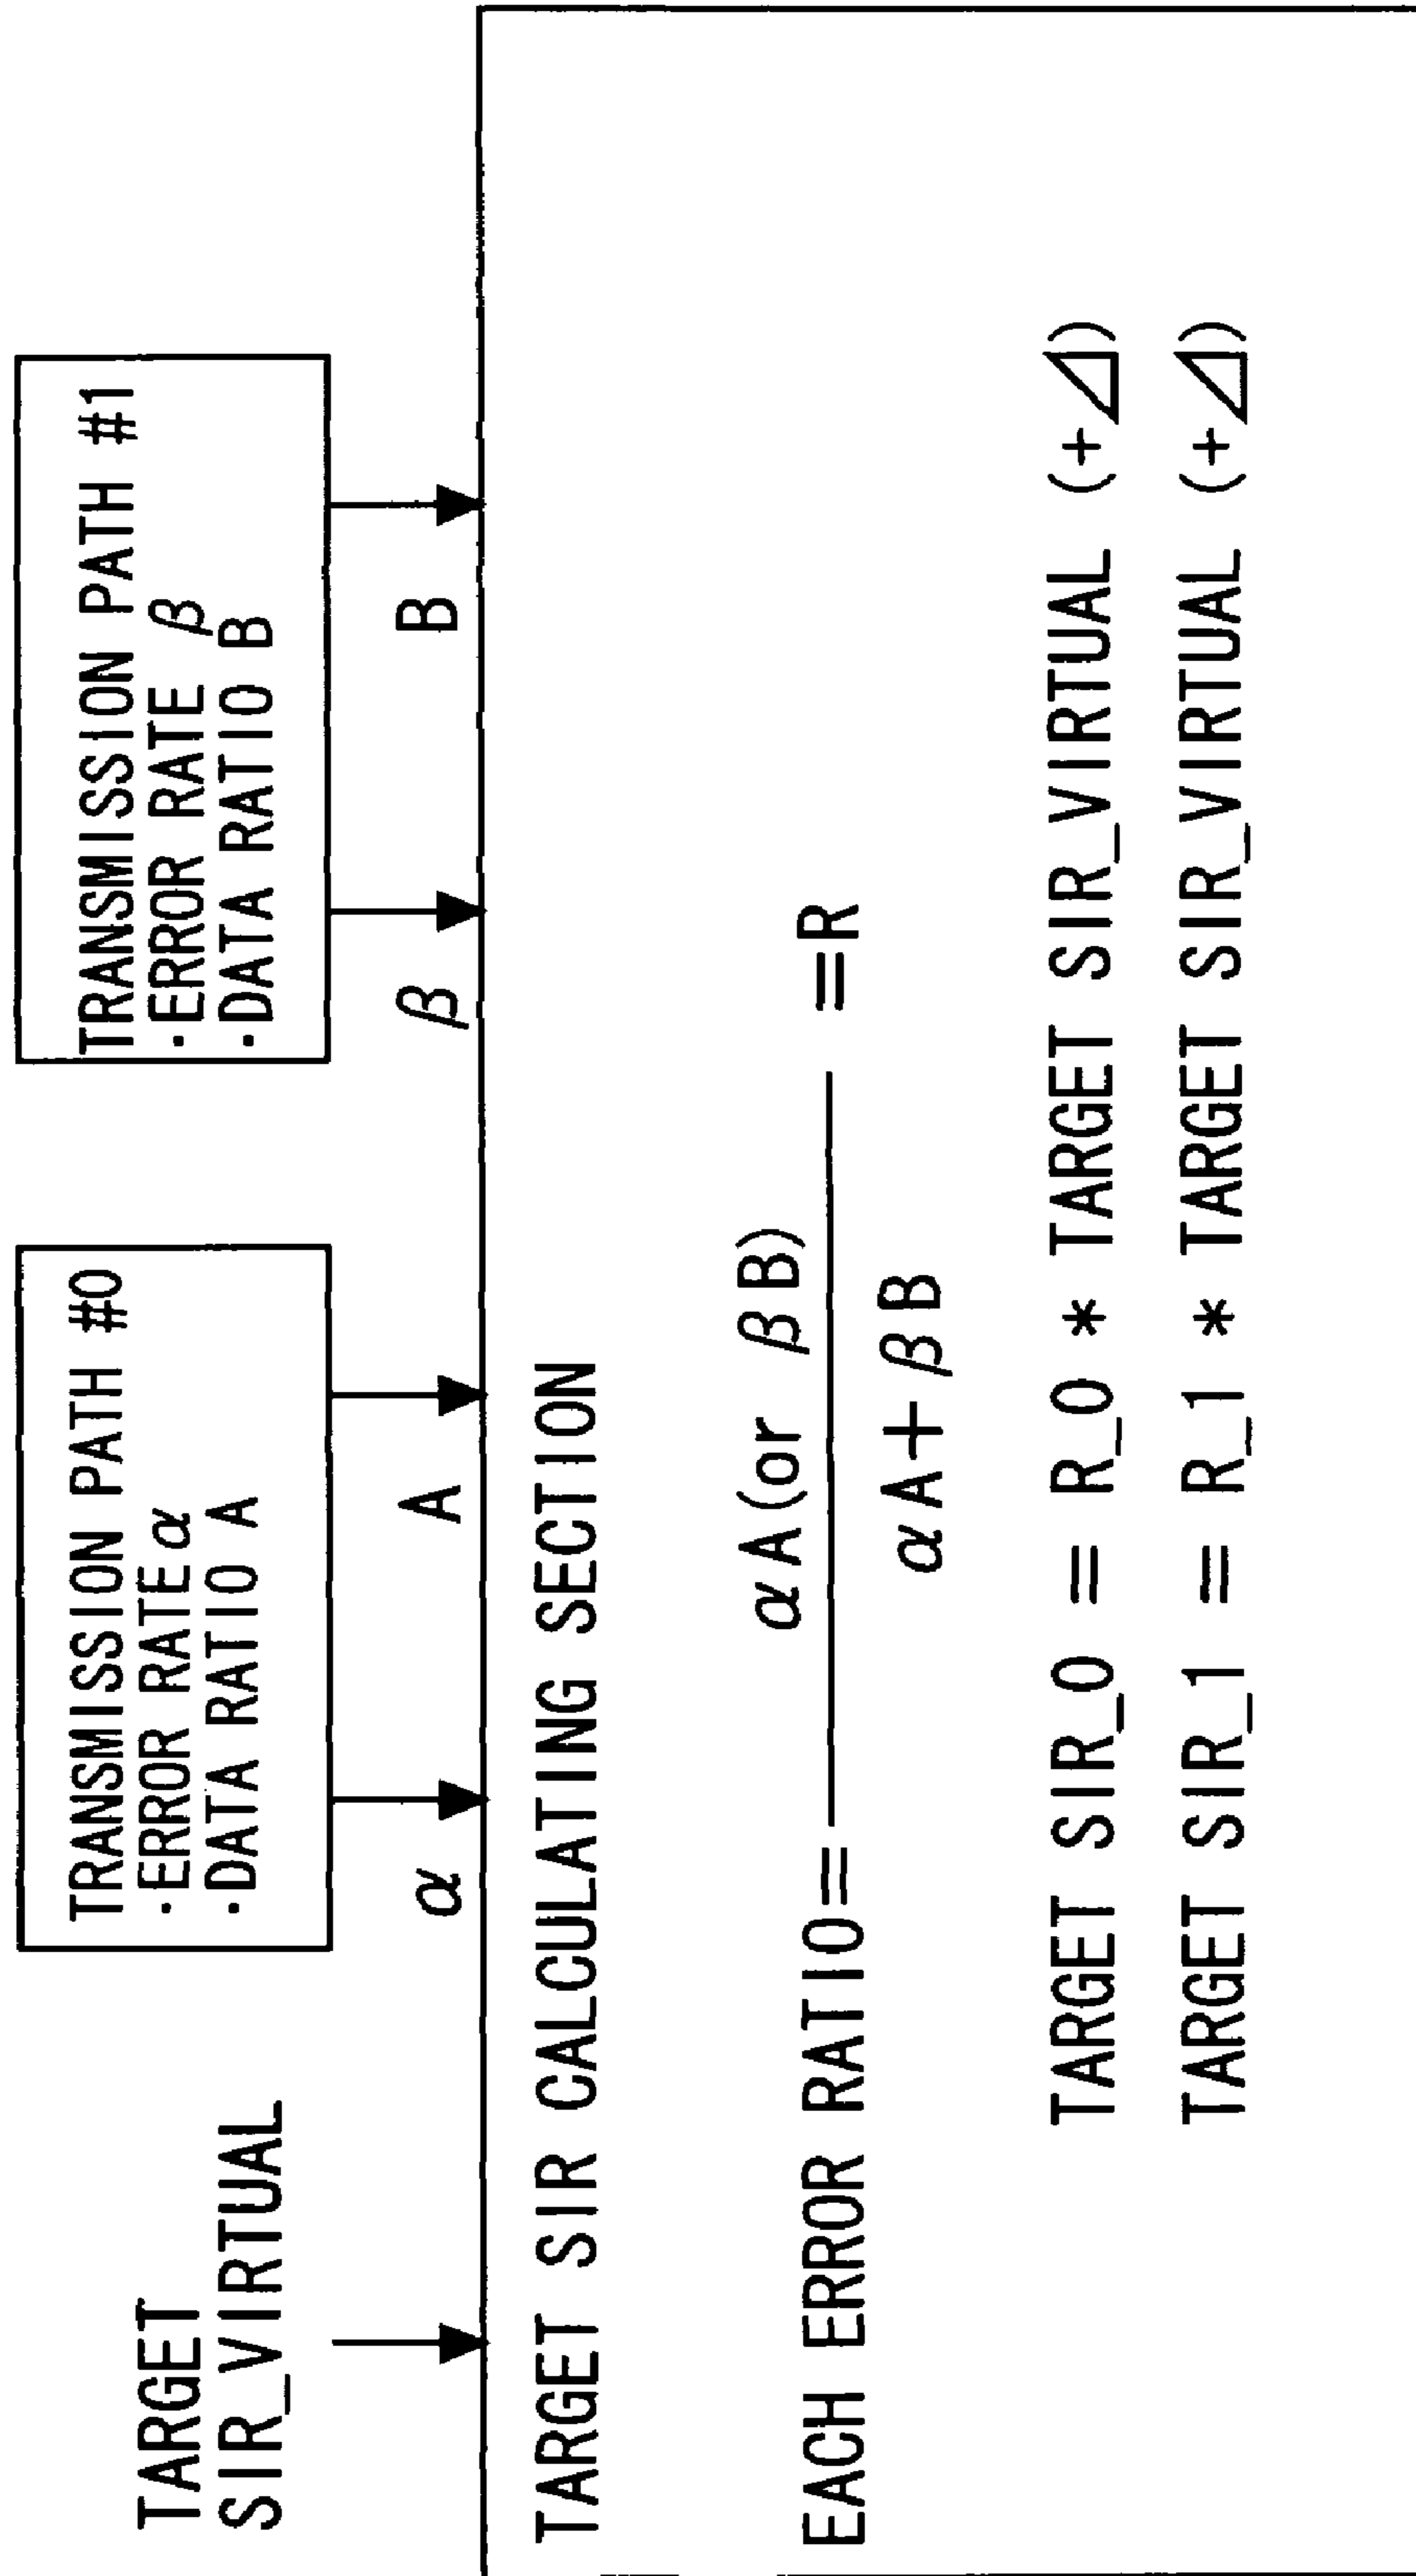 TARGET
SIR_VIRTUAL
TRANSMISSION PATH #0
·ERROR RATE α
·DATA RATIO A
TRANSMISSION PATH #1
·ERROR RATE β
·DATA RATIO B
α
A
β
B
TARGET SIR CALCULATING SECTION
αA(or βB)
EACH ERROR RATIO= =R
αA+βB
TARGET SIR_0 = R_0 * TARGET SIR_VIRTUAL (+⊿)
TARGET SIR_1 = R_1 * TARGET SIR_VIRTUAL (+⊿)